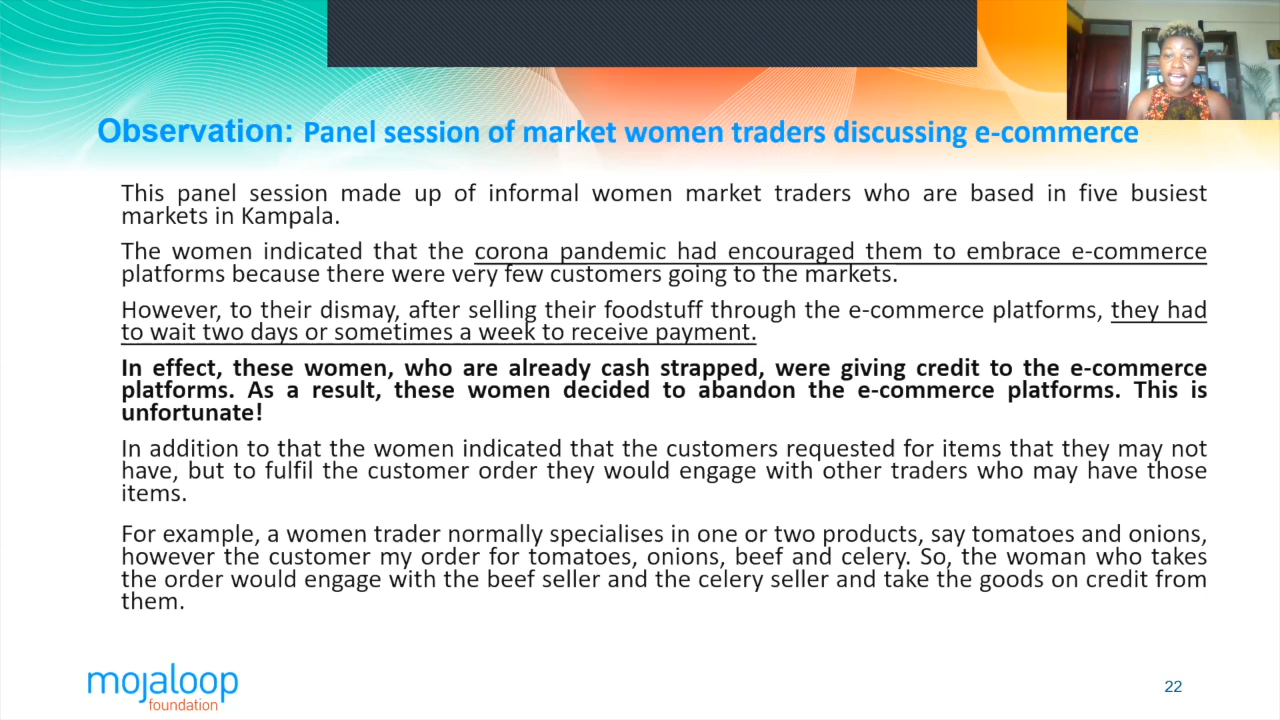 Observation: Panel session of market women traders discussing e-commerce
This panel session made up of informal women market traders who are based in five busiest
markets in Kampala.
The women indicated that the corona pandemic had encouraged them to embrace e-commerce
platforms because there were very few customers going to the markets.
However, to their dismay, after selling their foodstuff through the e-commerce platforms, they had
to wait two days or sometimes a week to receive payment.
In effect, these women, who are already cash strapped, were giving credit to the e-commerce
platforms. As a result, these women decided to abandon the e-commerce platforms. This is
unfortunate!
In addition to that the women indicated that the customers requested for items that they may not
have, but to fulfil the customer order they would engage with other traders who may have those
items.
For example, a women trader normally specialises in one or two products, say tomatoes and onions,
however the customer my order for tomatoes, onions, beef and celery. So, the woman who takes
the order would engage with the beef seller and the celery seller and take the goods on credit from
them.
mojaloop
foundation
22